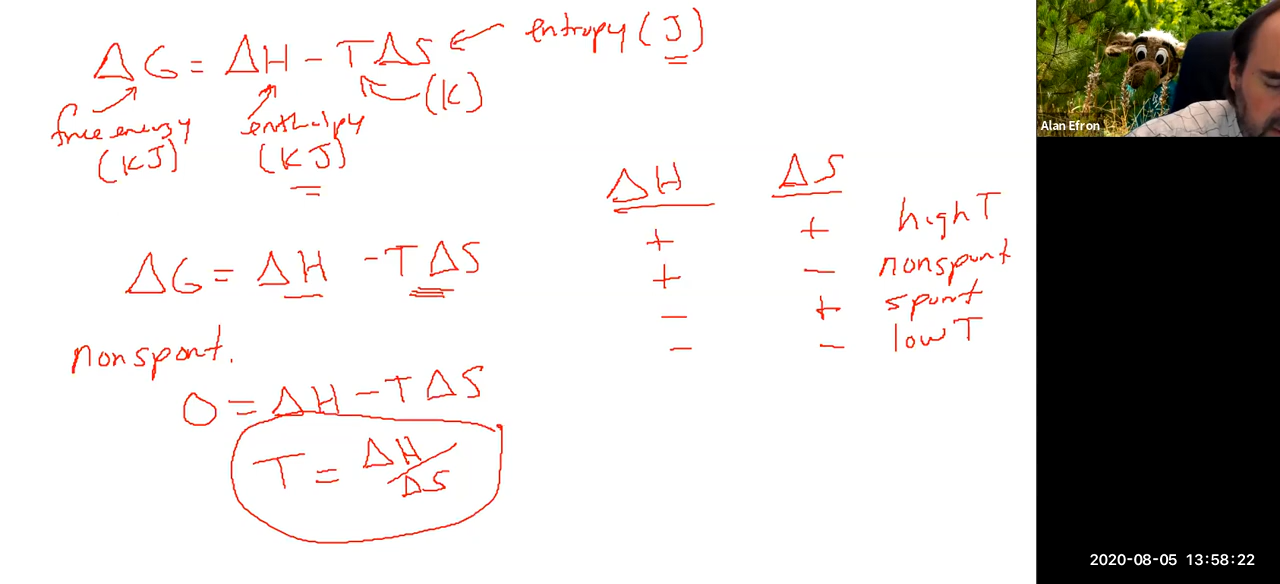 ΔG = ΔH - TΔS
entropy (J)
(K)
free energy
(KJ)
enthalpy
(KJ)
ΔG = ΔH - TΔS
nonspont.
0 = ΔH - TΔS
T = ΔH/ΔS
ΔH ΔS
+ + high T
+ - nonspont
- + spont
- - low T
Alan Efron
2020-08-05 13:58:22